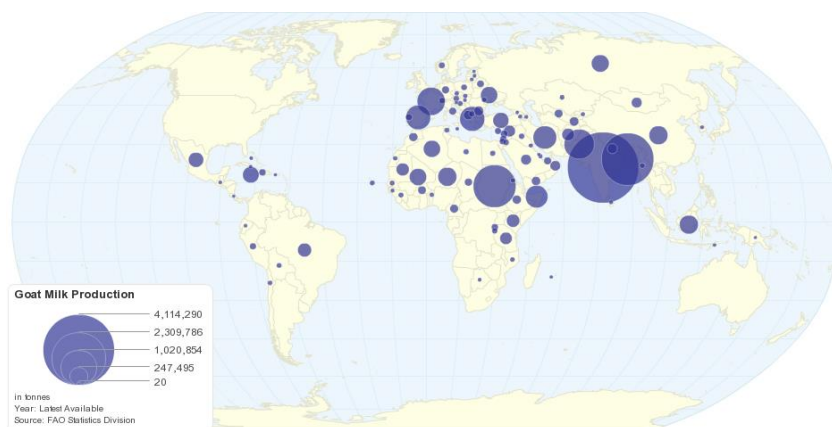 Goat Milk Production
4,114,290
2,309,786
1,020,854
247,495
20
in tonnes
Year: Latest Available
Source: FAO Statistics Division